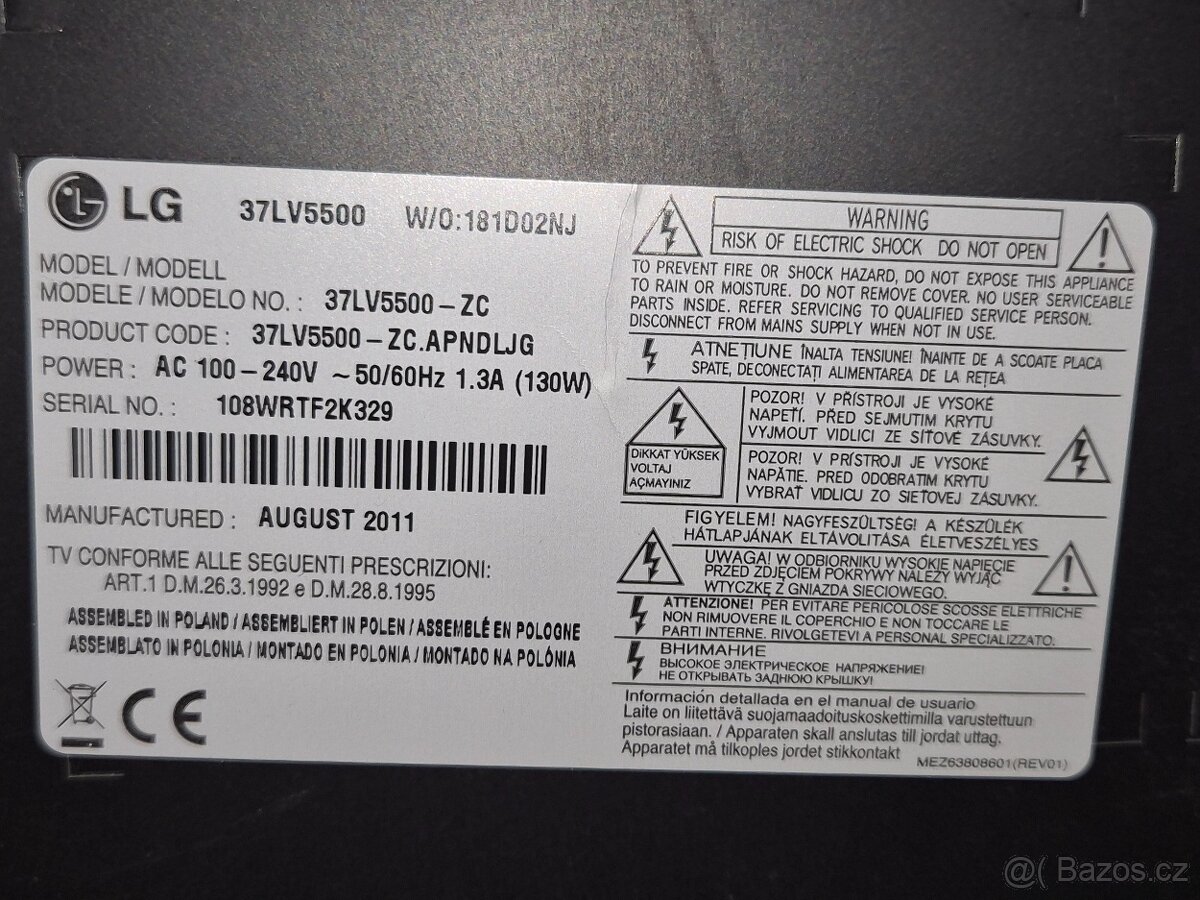 LG 37LV5500 W/O:181D02NJ
MODEL / MODELL
MODELE / MODELO NO. : 37LV5500-ZC
PRODUCT CODE : 37LV5500-ZC.APNDLJG
POWER : AC 100-240V ~50/60Hz 1.3A (130W)
SERIAL NO. : 108WRTF2K329
MANUFACTURED : AUGUST 2011
TV CONFORME ALLE SEGUENTI PRESCRIZIONI:
ART.1 D.M.26.3.1992 e D.M.28.8.1995
ASSEMBLED IN POLAND / ASSEMBLIERT IN POLEN / ASSEMBLÉ EN POLOGNE
ASSEMBLATO IN POLONIA / MONTADO EN POLONIA / MONTADO NA POLÓNIA
CE
WARNING
RISK OF ELECTRIC SHOCK DO NOT OPEN
TO PREVENT FIRE OR SHOCK HAZARD, DO NOT EXPOSE THIS APPLIANCE
TO RAIN OR MOISTURE. DO NOT REMOVE COVER. NO USER SERVICEABLE
PARTS INSIDE. REFER SERVICING TO QUALIFIED SERVICE PERSON.
DISCONNECT FROM MAINS SUPPLY WHEN NOT IN USE.
ATNEȚIUNE ÎNALTA TENSIUNE! ÎNAINTE DE A SCOATE PLACA
SPATE, DECONECTAȚI ALIMENTAREA DE LA REȚEA
DIKKAT YÜKSEK
VOLTAJ
AÇMAYINIZ
POZOR! V PŘÍSTROJI JE VYSOKÉ
NAPETÍ. PŘED SEJMUTIM KRYTU
VYJMOUT VIDLICI ZE SÍŤOVÉ ZÁSUVKY.
POZOR! V PRÍSTROJI JE VYSOKÉ
NAPÄTIE. PRED ODOBRATIM KRYTU
VYBRAŤ VIDLICU ZO SIEŤOVEJ ZÁSUVKY.
FIGYELEM! NAGYFESZÜLTSÉG! A KÉSZÜLÉK
HÁTLAPJÁNAK ELTÁVOLITÁSA ÉLETVESZÉLYES
UWAGA! W ODBIORNIKU WYSOKIE NAPIĘCIE
PRZED ZDJĘCIEM POKRYWY NALEŻY WYJĄĆ
WTYCZKĘ Z GNIAZDA SIECIOWEGO.
ATTENZIONE! PER EVITARE PERICOLOSE SCOSSE ELETTRICHE
NON RIMUOVERE IL COPERCHIO E NON TOCCARE LE
PARTI INTERNE. RIVOLGETEVI A PERSONAL SPECIALIZZATO.
ВНИМАНИЕ
ВЫСОКОЕ ЭЛЕКТРИЧЕСКОЕ НАПРЯЖЕНИЕ!
НЕ ОТКРЫВАТЬ ЗАДНЮЮ КРЫШКУ!
Información detallada en el manual de usuario
Laite on liitettävä suojamaadoituskoskettimilla varustettuun
pistorasiaan. / Apparaten skall anslutas till jordat uttag.
Apparatet må tilkoples jordet stikkontakt
MEZ63808601(REV01)
@( Bazos.cz